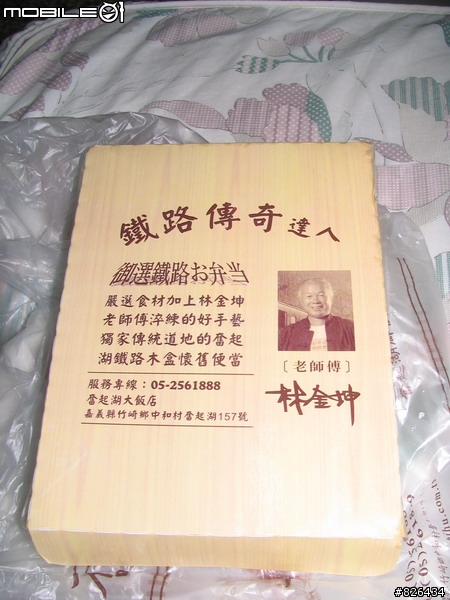 MOBILE01
鐵路傳奇達人
御選鐵路お弁当
嚴選食材加上林金坤
老師傅淬練的好手藝
獨家傳統道地的奮起
湖鐵路木盒懷舊便當
服務專線：05-2561888
奮起湖大飯店
嘉義縣竹崎鄉中和村奮起湖157號
〔老師傅〕
林金坤
#826434